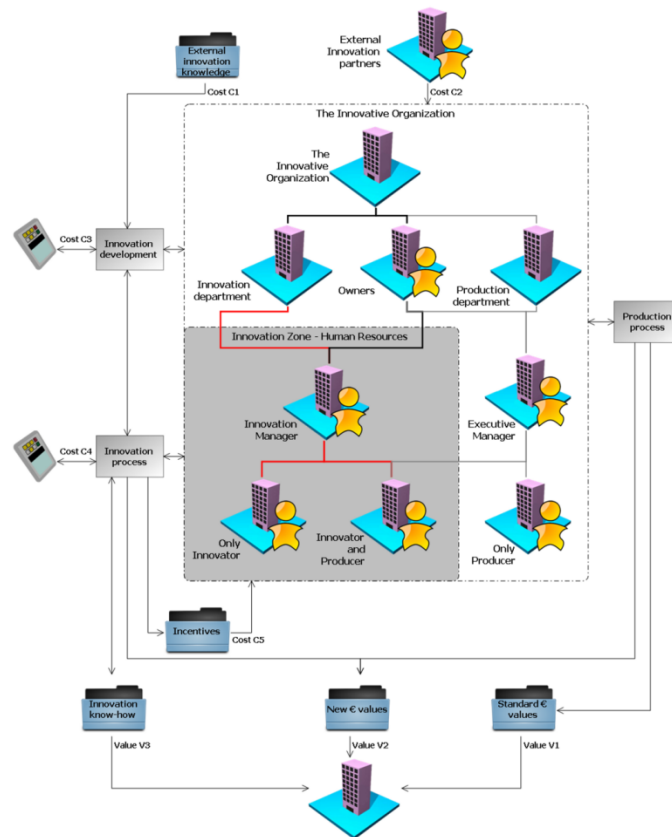 External
innovation
knowledge
External
Innovation
partners
Cost C1
Cost C2
The Innovative Organization
The
Innovative
Organization
Cost C3
Innovation
development
Innovation
department
Owners
Production
department
Production
process
Innovation Zone - Human Resources
Innovation
Manager
Executive
Manager
Cost C4
Innovation
process
Only
Innovator
Innovator
and
Producer
Only
Producer
Incentives
Cost C5
Innovation
know-how
New € values
Standard €
values
Value V3
Value V2
Value V1